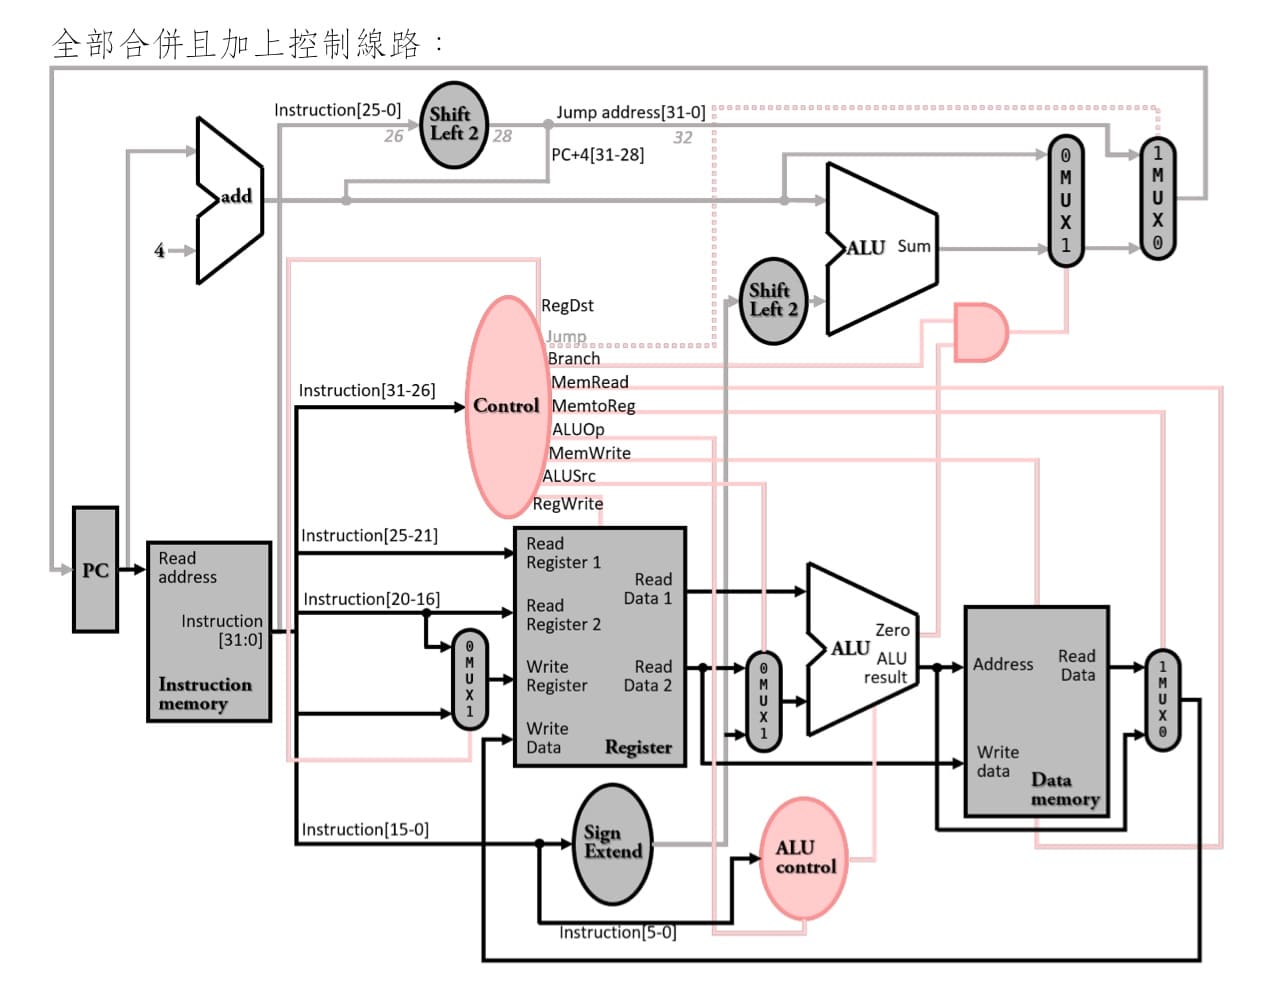 全部合併且加上控制線路：
Instruction[25-0]
26
Shift
Left 2
28
Jump address[31-0]
32
PC+4[31-28]
add
4
0
M
U
X
1
1
M
U
X
0
ALU
Sum
Shift
Left 2
RegDst
Jump
Branch
MemRead
MemtoReg
ALUOp
MemWrite
ALUSrc
RegWrite
Control
Instruction[31-26]
PC
Read
address
Instruction
[31:0]
Instruction
memory
Instruction[25-21]
Instruction[20-16]
0
M
U
X
1
Read
Register 1
Read
Register 2
Write
Register
Write
Data
Read
Data 1
Read
Data 2
Register
0
M
U
X
1
Zero
ALU
ALU
result
Address
Read
Data
Write
data
Data
memory
1
M
U
X
0
Instruction[15-0]
Sign
Extend
ALU
control
Instruction[5-0]